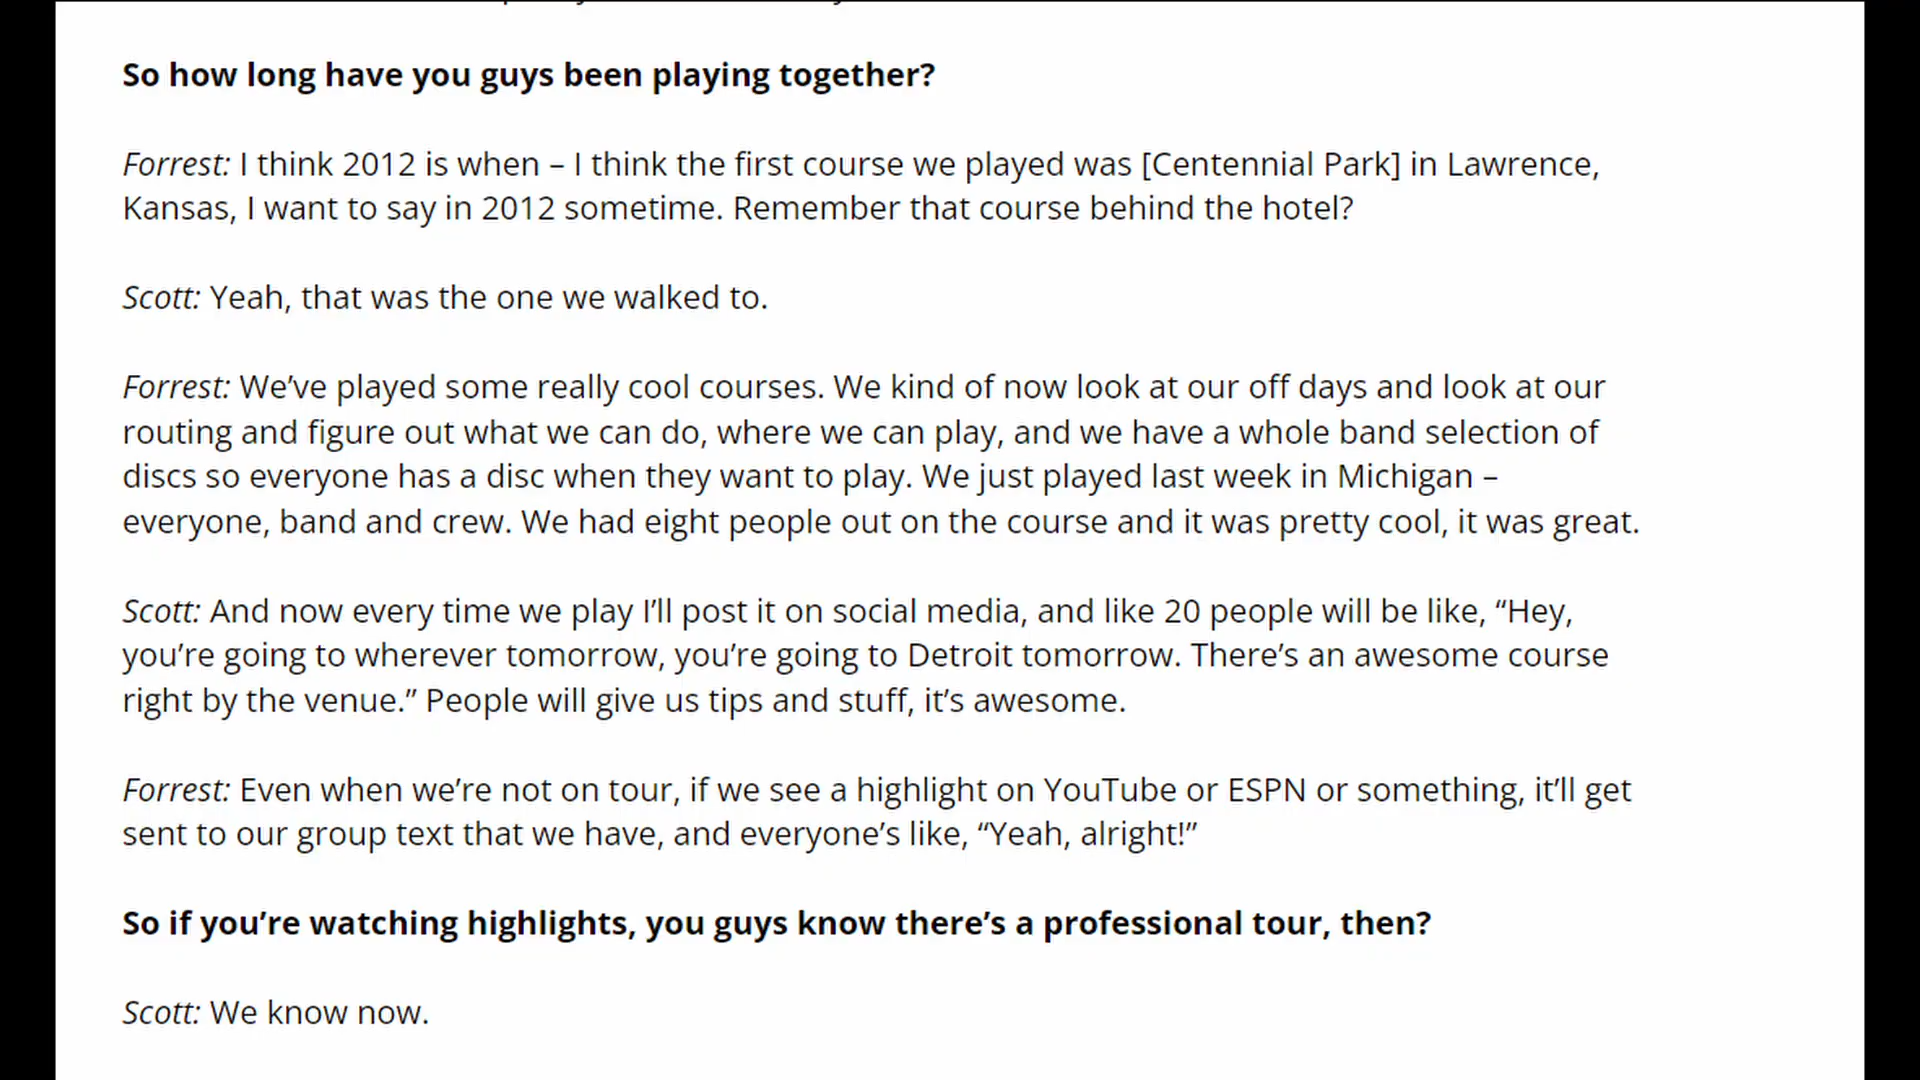 So how long have you guys been playing together?
Forrest: I think 2012 is when – I think the first course we played was [Centennial Park] in Lawrence,
Kansas, I want to say in 2012 sometime. Remember that course behind the hotel?
Scott: Yeah, that was the one we walked to.
Forrest: We’ve played some really cool courses. We kind of now look at our off days and look at our
routing and figure out what we can do, where we can play, and we have a whole band selection of
discs so everyone has a disc when they want to play. We just played last week in Michigan –
everyone, band and crew. We had eight people out on the course and it was pretty cool, it was great.
Scott: And now every time we play I’ll post it on social media, and like 20 people will be like, “Hey,
you’re going to wherever tomorrow, you’re going to Detroit tomorrow. There’s an awesome course
right by the venue.” People will give us tips and stuff, it’s awesome.
Forrest: Even when we’re not on tour, if we see a highlight on YouTube or ESPN or something, it’ll get
sent to our group text that we have, and everyone’s like, “Yeah, alright!”
So if you’re watching highlights, you guys know there’s a professional tour, then?
Scott: We know now.